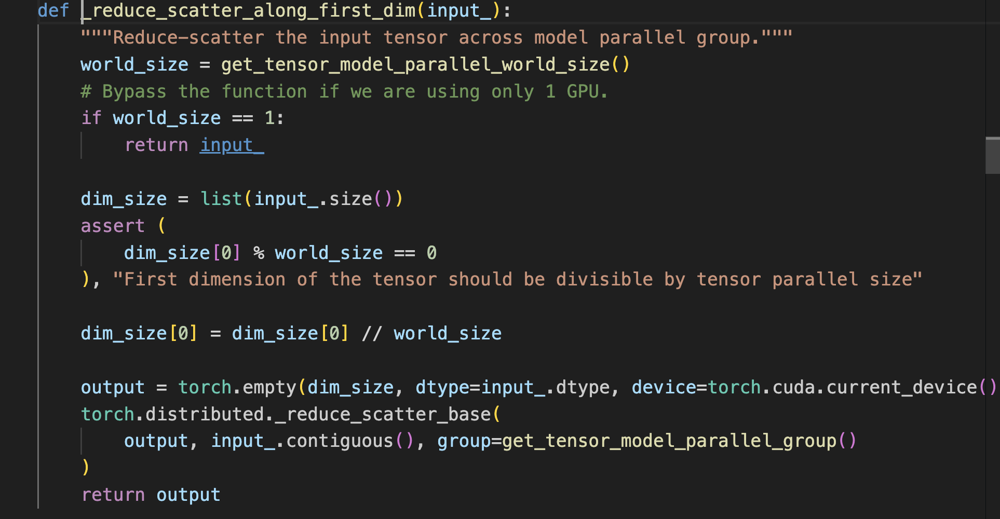 def _reduce_scatter_along_first_dim(input_):
    """Reduce-scatter the input tensor across model parallel group."""
    world_size = get_tensor_model_parallel_world_size()
    # Bypass the function if we are using only 1 GPU.
    if world_size == 1:
        return input_

    dim_size = list(input_.size())
    assert (
        dim_size[0] % world_size == 0
    ), "First dimension of the tensor should be divisible by tensor parallel size"

    dim_size[0] = dim_size[0] // world_size

    output = torch.empty(dim_size, dtype=input_.dtype, device=torch.cuda.current_device()
    torch.distributed._reduce_scatter_base(
        output, input_.contiguous(), group=get_tensor_model_parallel_group()
    )
    return output